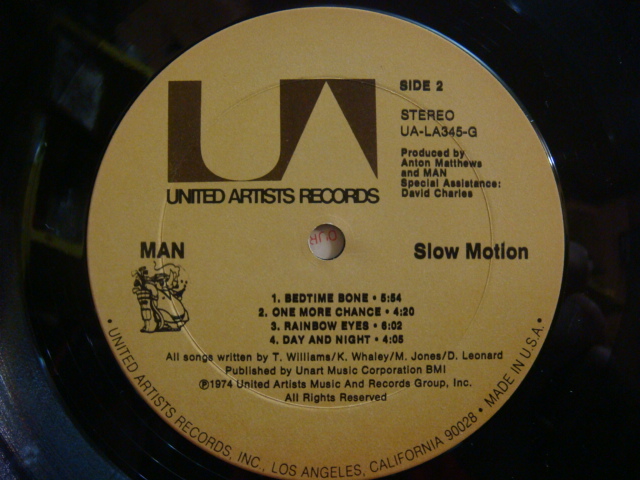 UA
SIDE 2
STEREO
UA-LA345-G
Produced by
Anton Matthews
and MAN
Special Assistance:
David Charles
UNITED ARTISTS RECORDS
MAN
Slow Motion
1. BEDTIME BONE • 5:54
2. ONE MORE CHANCE • 4:20
3. RAINBOW EYES • 6:02
4. DAY AND NIGHT • 4:05
All songs written by T. Williams/K. Whaley/M. Jones/D. Leonard
Published by Unart Music Corporation BMI
℗1974 United Artists Music And Records Group, Inc.
All Rights Reserved
• UNITED ARTISTS RECORDS, INC., LOS ANGELES, CALIFORNIA 90028 • MADE IN U.S.A. •